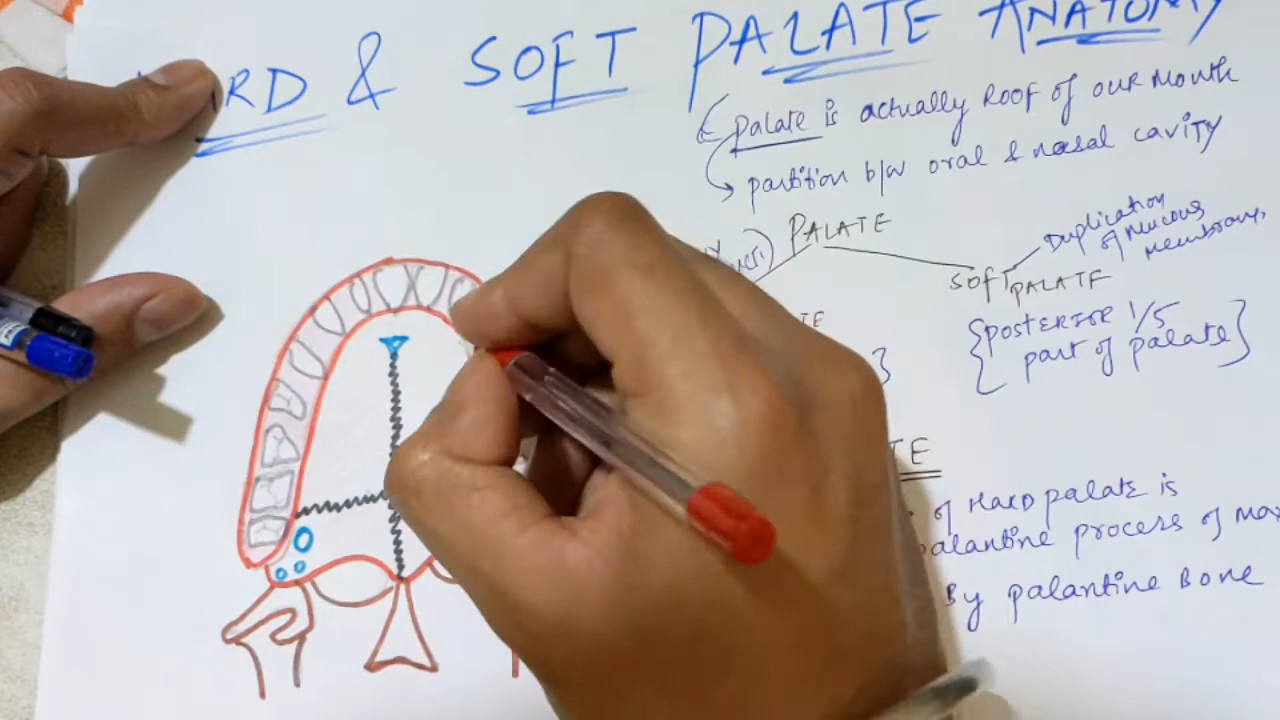 RD & SOFT PALATE ANATOMY
palate is actually Roof of our mouth
partition b/w oral & nasal cavity
PALATE
Duplication
of mucous
membrane
SOFT PALATE
{POSTERIOR 1/5
part of palate}
TE
of Hard palate is
palantine process of Max
By palantine Bone